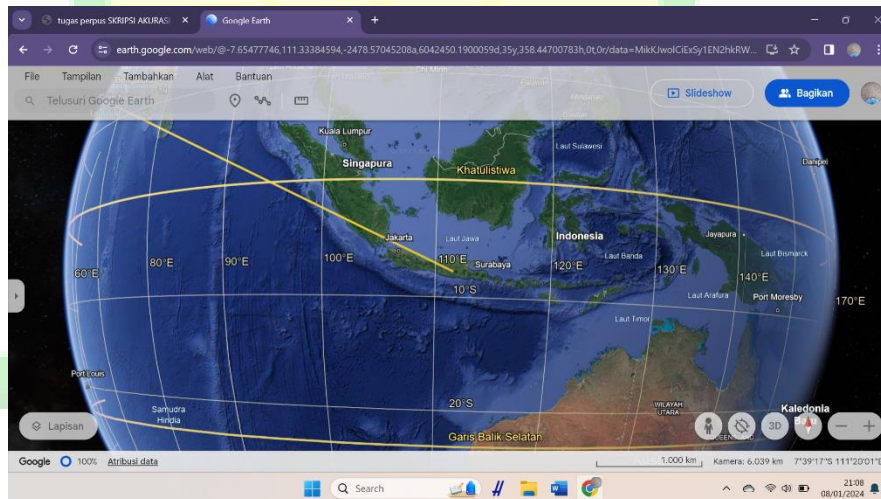 tugas perpus SKRIPSI AKURASI
Google Earth
earth.google.com/web/@-7.65477746,111.33384594,-2478.57045208a,6042450.1900059d,35y,358.44700783h,0t,0r/data=MikKJwolCiExSy1EN2hkRW...
File Tampilan Tambahkan Alat Bantuan
Telusuri Google Earth
Slideshow
Bagikan
Kuala Lumpur
Singapura
Khatulistiwa
Laut Sulawesi
Jakarta
Laut Jawa
Surabaya
Indonesia
Laut Banda
Jayapura
Laut Bismarck
60°E
80°E
90°E
100°E
110°E
120°E
130°E
140°E
170°E
10°S
Laut Arafura
Port Moresby
Laut Timor
Port Louis
Samudra
Hindia
20°S
WILAYAH
UTARA
Kaledonia
Garis Balik Selatan
Lapisan
3D
Google 100% Atribusi data
1.000 km Kamera: 6.039 km 7°39'17"S 111°20'01"E
Search
21:08
08/01/2024